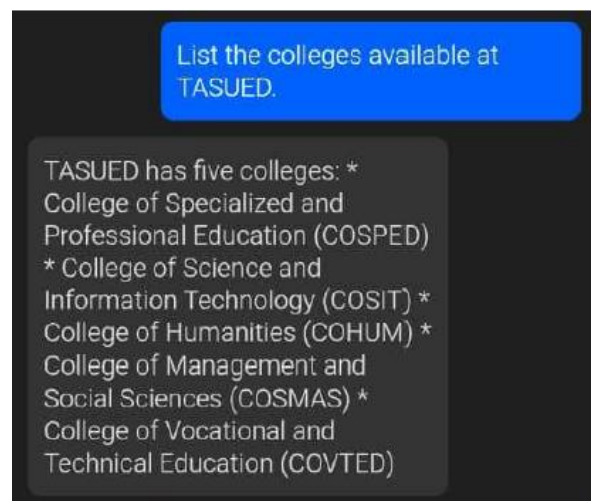 List the colleges available at
TASUED.
TASUED has five colleges: *
College of Specialized and
Professional Education (COSPED)
* College of Science and
Information Technology (COSIT) *
College of Humanities (COHUM) *
College of Management and
Social Sciences (COSMAS) *
College of Vocational and
Technical Education (COVTED)